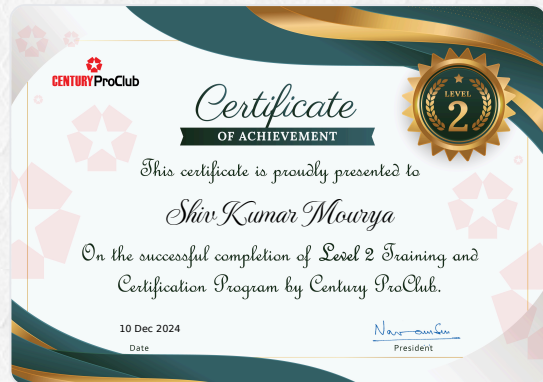 CENTURY ProClub
LEVEL
2
Certificate
OF ACHIEVEMENT
This certificate is proudly presented to
Shiv Kumar Mourya
On the successful completion of Level 2 Training and
Certification Program by Century ProClub.
10 Dec 2024
Date
President